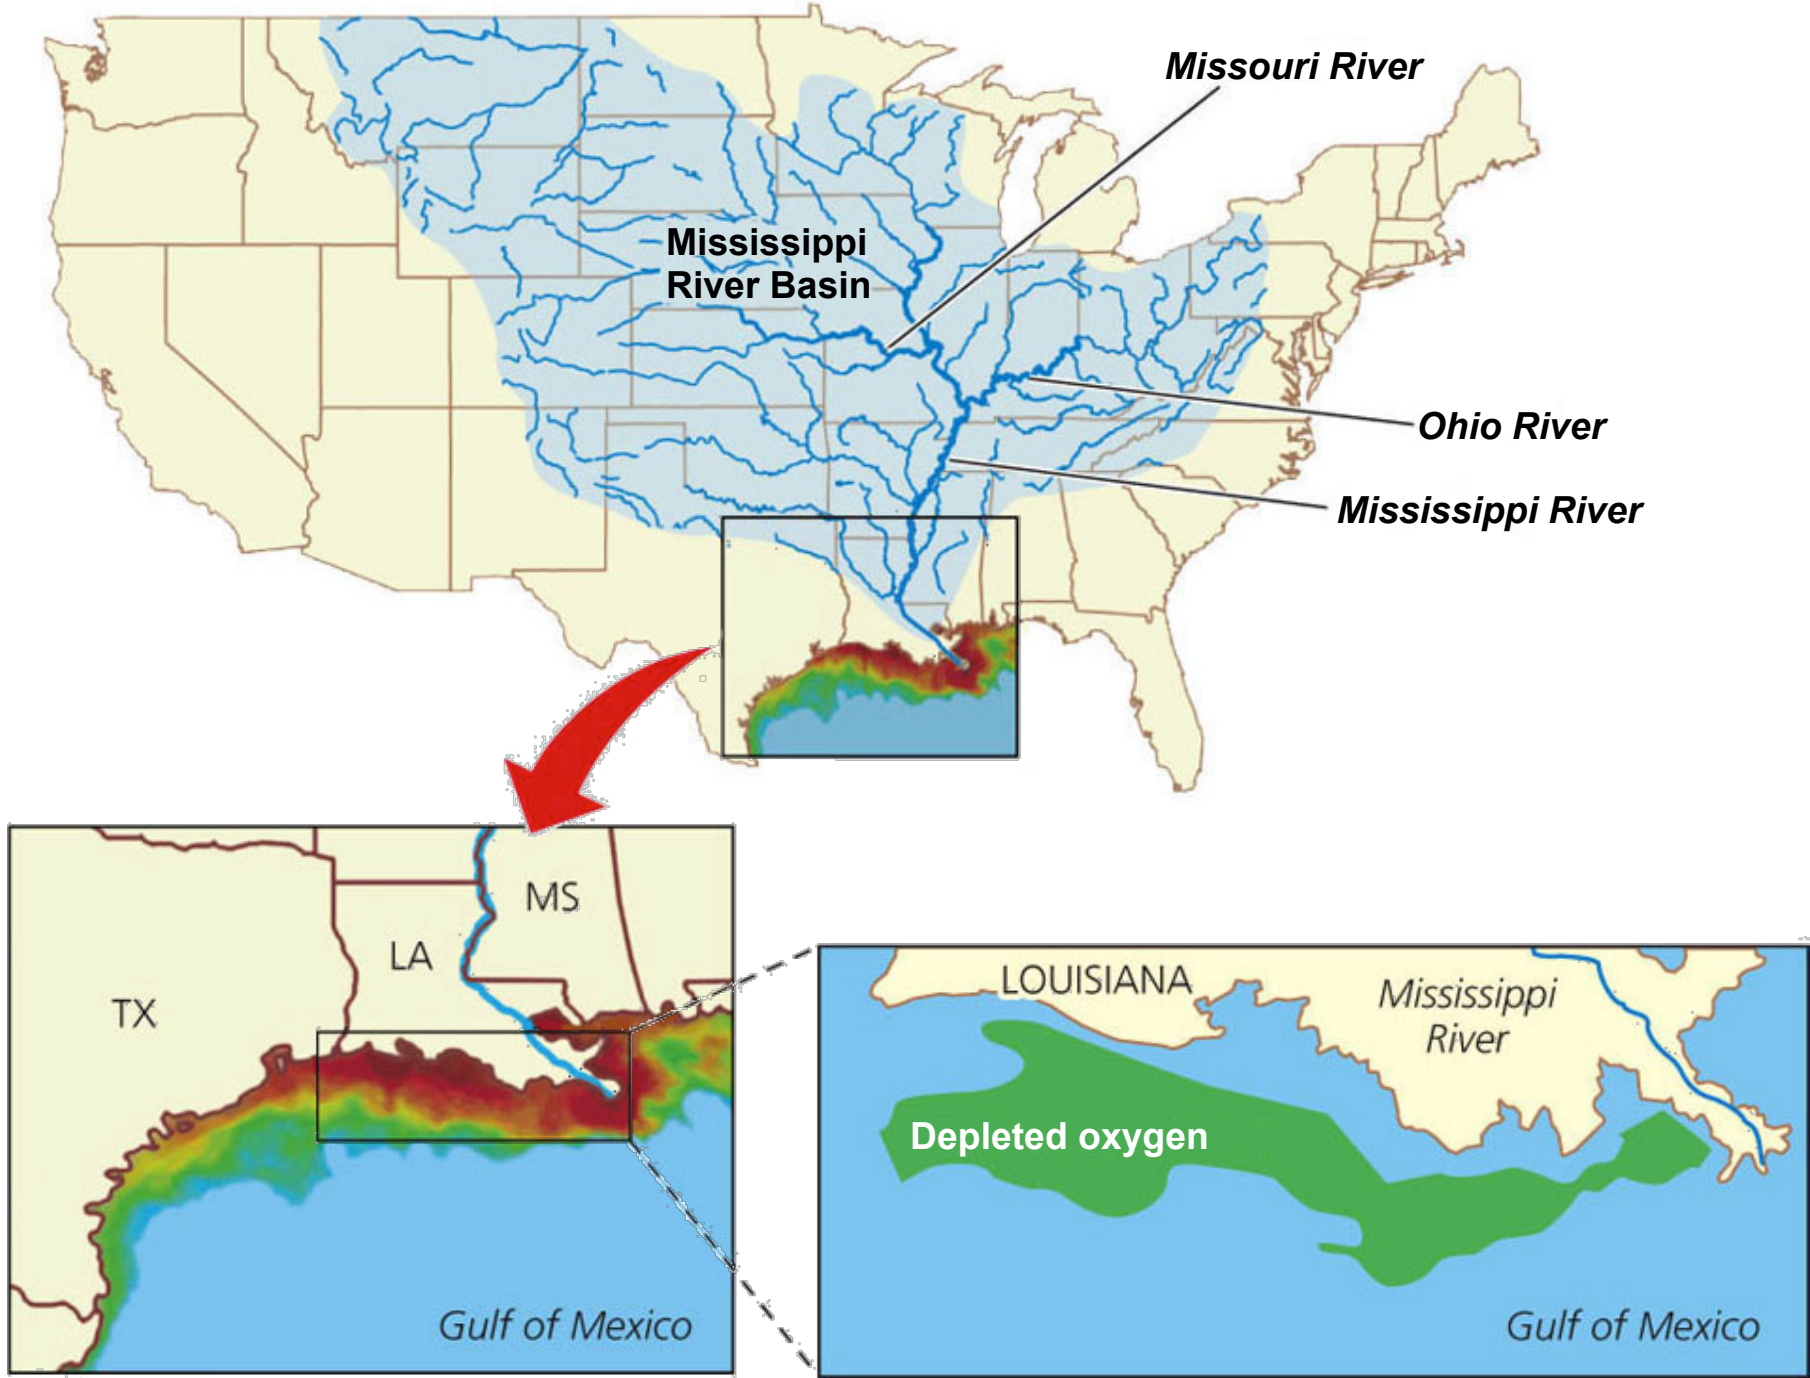 Missouri River
Mississippi
River Basin
Ohio River
Mississippi River
MS
LA
TX
Gulf of Mexico
LOUISIANA
Mississippi
River
Depleted oxygen
Gulf of Mexico